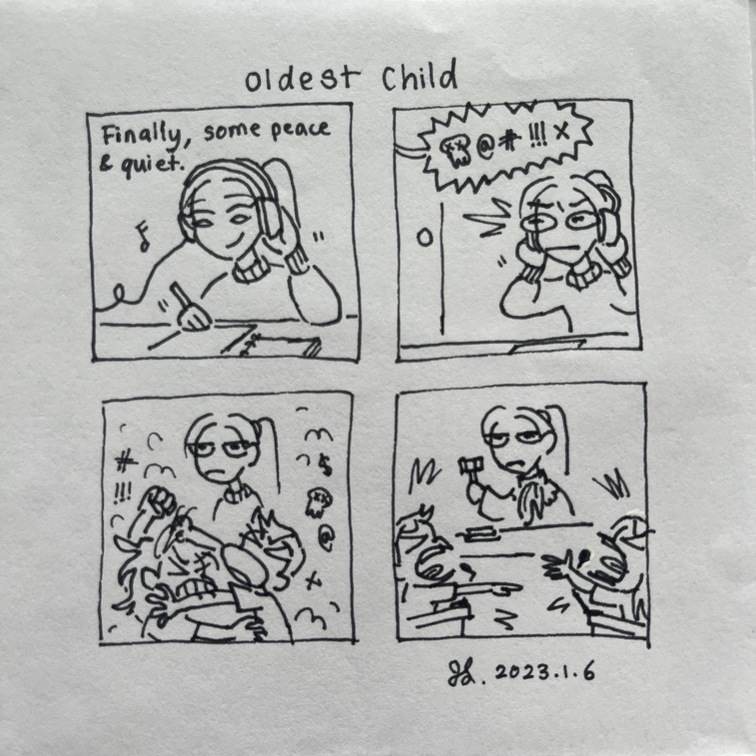 oldest child
Finally, some peace
& quiet.
@ # !!! x
#
!!!
$
@
x
2023.1.6